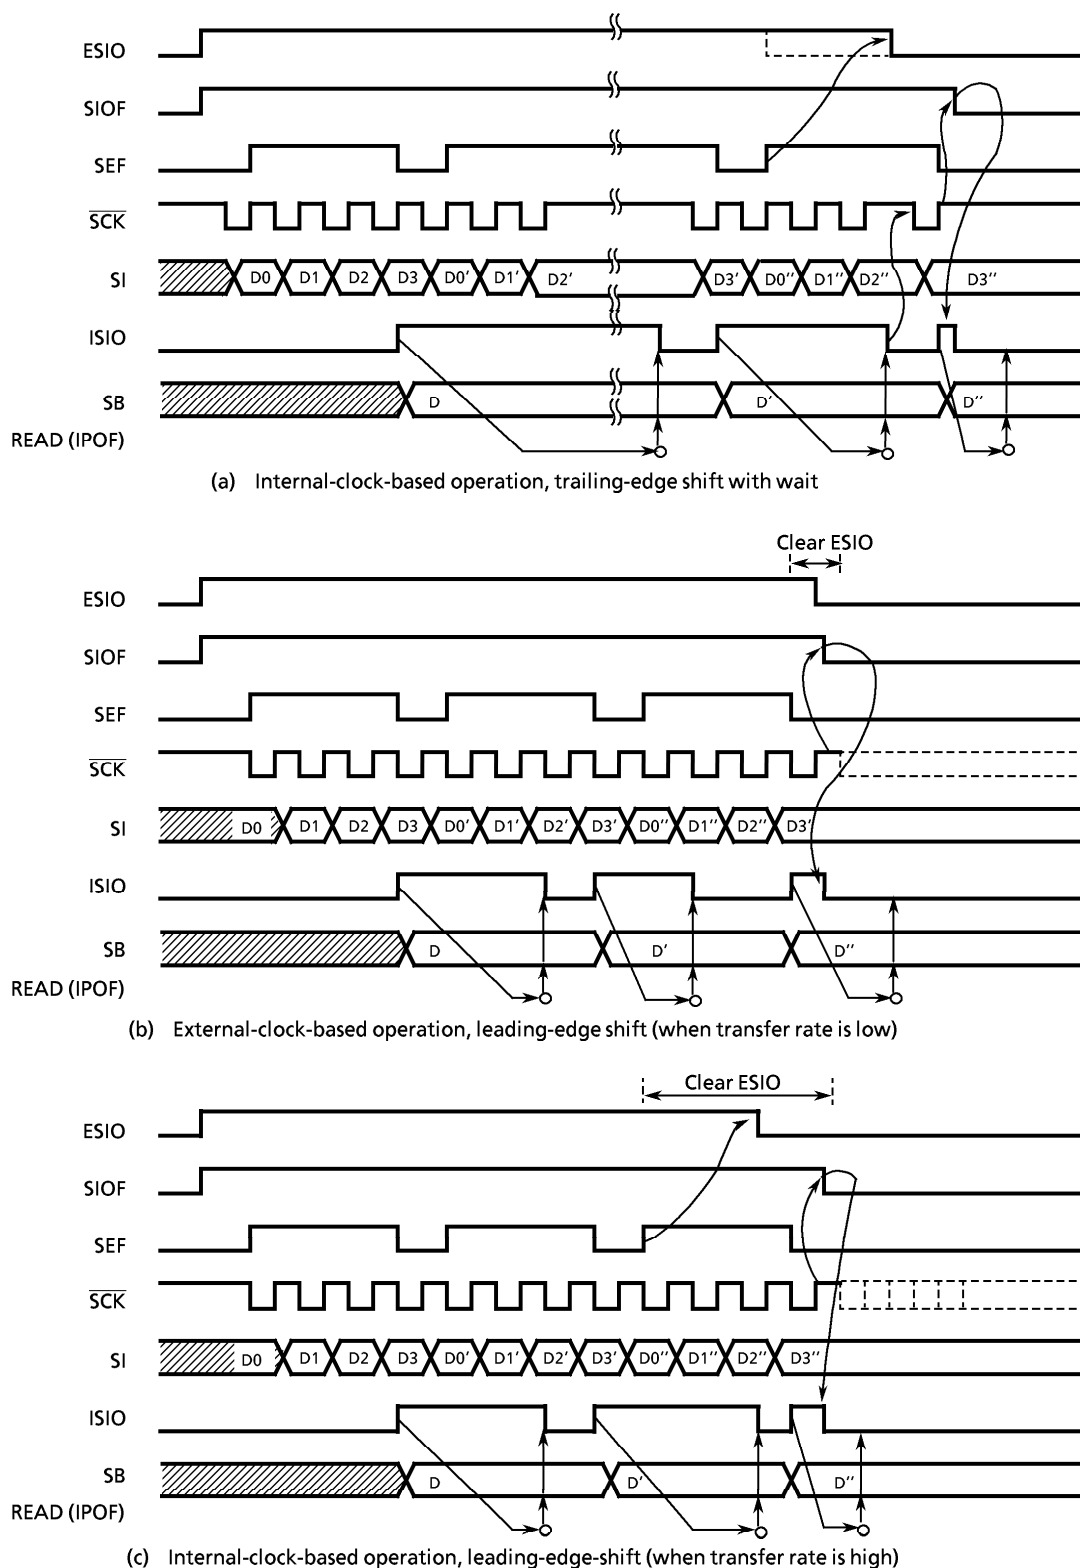 ESIO
SIOF
SEF
SCK
SI D0 D1 D2 D3 D0′ D1′ D2′ D3′ D0′′ D1′′ D2′′ D3′′
ISIO
SB D D′ D′′
READ (IPOF)
(a) Internal-clock-based operation, trailing-edge shift with wait
Clear ESIO
ESIO
SIOF
SEF
SCK
SI D0 D1 D2 D3 D0′ D1′ D2′ D3′ D0′′ D1′′ D2′′ D3′
ISIO
SB D D′ D′′
READ (IPOF)
(b) External-clock-based operation, leading-edge shift (when transfer rate is low)
Clear ESIO
ESIO
SIOF
SEF
SCK
SI D0 D1 D2 D3 D0′ D1′ D2′ D3′ D0′′ D1′′ D2′′ D3′′
ISIO
SB D D′ D′′
READ (IPOF)
(c) Internal-clock-based operation, leading-edge-shift (when transfer rate is high)